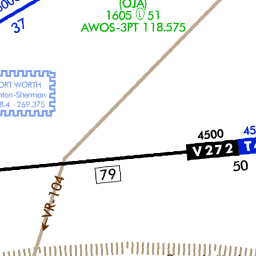 (OJA)
1605 Ⓛ 51
AWOS-3PT 118.575
37
ORT WORTH
nton-Sherman
8.4 269.375
4500
V272
50
79
VR-104